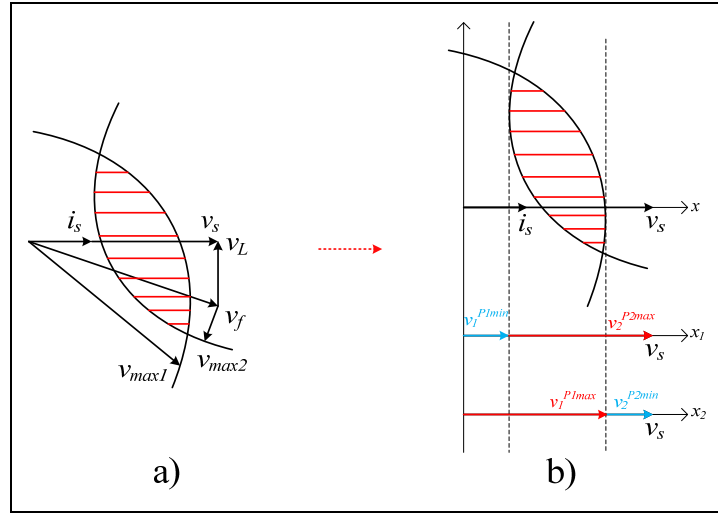 i_s
v_s
v_L
v_f
v_max1
v_max2
a)
x
x
i_s
v_s
v_1^P1min
v_2^P2max
x_1
v_s
v_1^P1max
v_2^P2min
x_2
v_s
b)